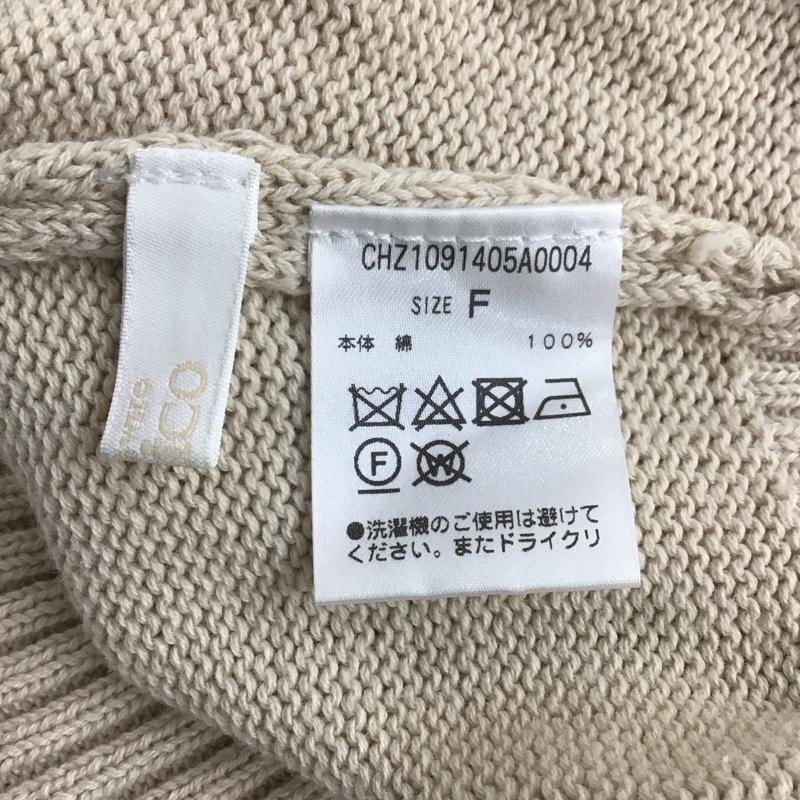 CHZ1091405A0004
SIZE F
本体 綿 100%
F
W
●洗濯機のご使用は避けて
ください。またドライクリ
ICO